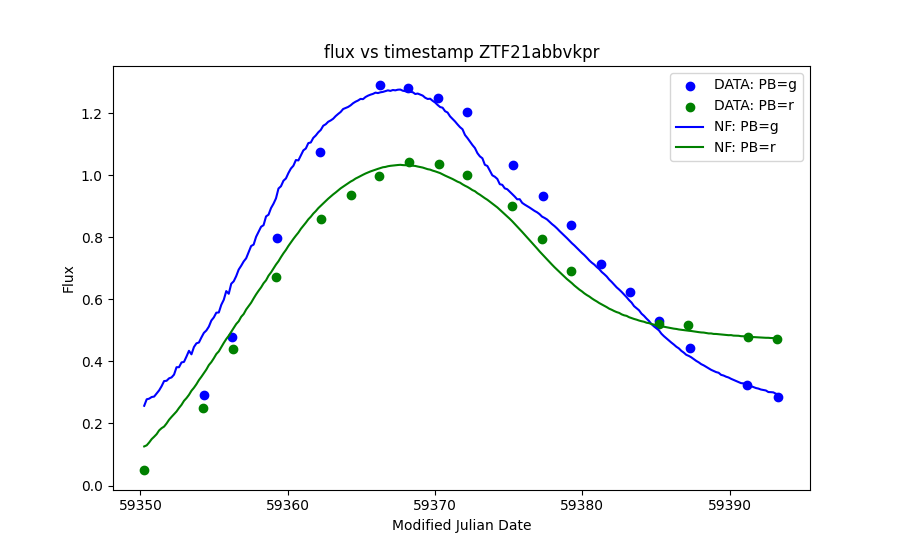 flux vs timestamp ZTF21abbvkpr
DATA: PB=g
DATA: PB=r
NF: PB=g
NF: PB=r
Flux
1.2
1.0
0.8
0.6
0.4
0.2
0.0
59350 59360 59370 59380 59390
Modified Julian Date